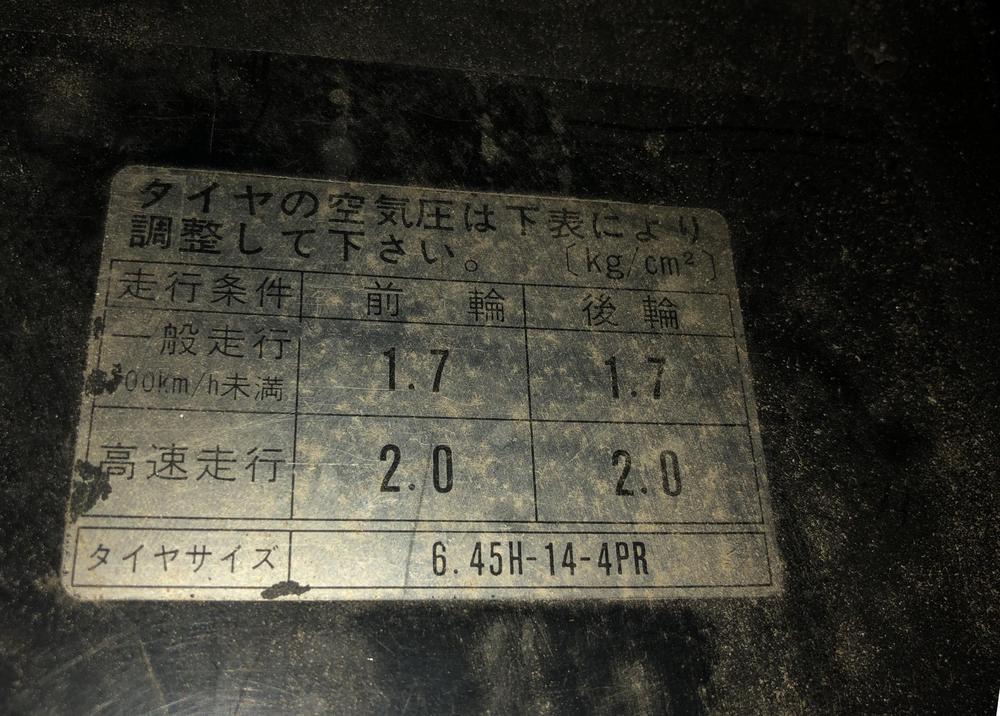 タイヤの空気圧は下表により
調整して下さい。 〔kg/cm²〕
走行条件 前 輪 後 輪
一般走行 1.7 1.7
00km/h未満
高速走行 2.0 2.0
タイヤサイズ 6.45H-14-4PR